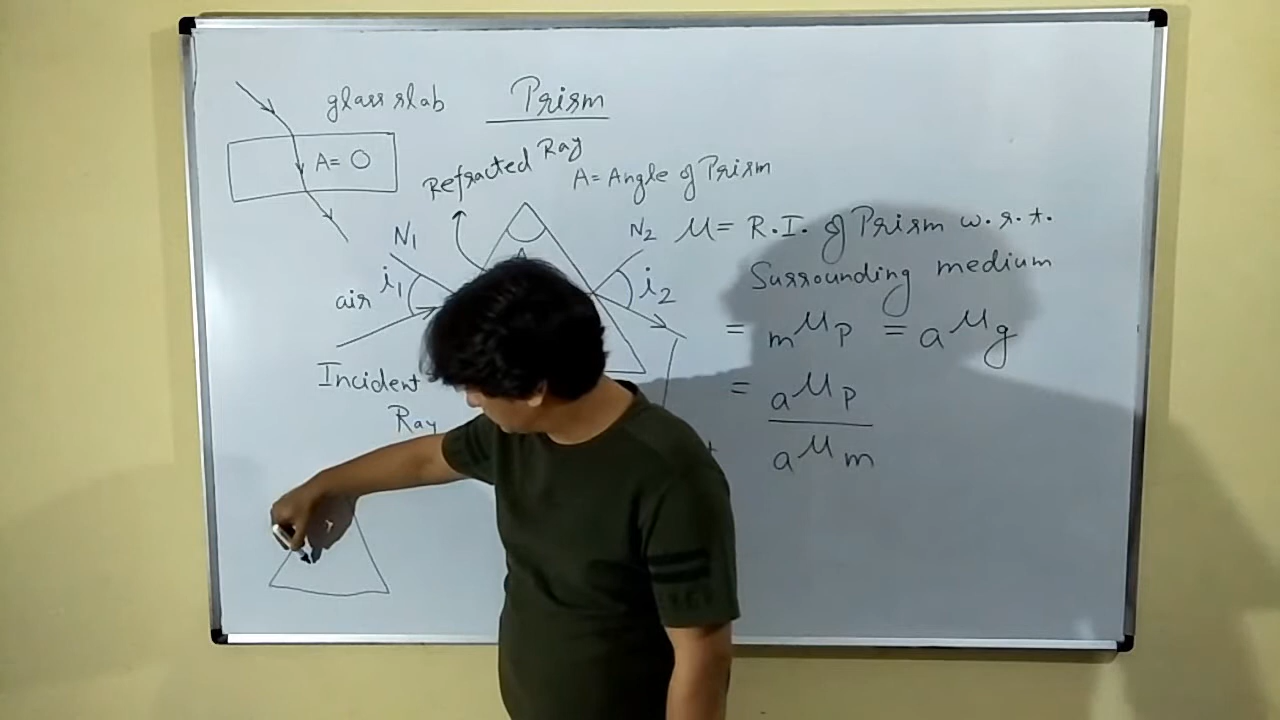 glass slab
Prism
A= 0
Refracted Ray
A= Angle of Prism
N1
N2
μ= R.I. of Prism w.r.t.
Surrounding medium
air
i1
i2
A
= mμP = aμg
Incident
Ray
= aμP
aμm